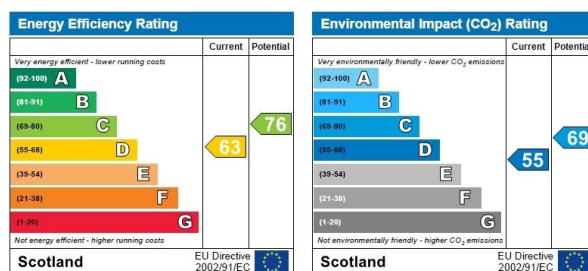 Energy Efficiency Rating
Current Potential
Very energy efficient - lower running costs
(92-100) A
(81-91) B
(69-80) C
(55-68) D
(39-54) E
(21-38) F
(1-20) G
63
76
Not energy efficient - higher running costs
Scotland
EU Directive
2002/91/EC
Environmental Impact (CO₂) Rating
Current Potential
Very environmentally friendly - lower CO₂ emissions
(92-100) A
(81-91) B
(69-80) C
(55-68) D
(39-54) E
(21-38) F
(1-20) G
55
69
Not environmentally friendly - higher CO₂ emissions
Scotland
EU Directive
2002/91/EC